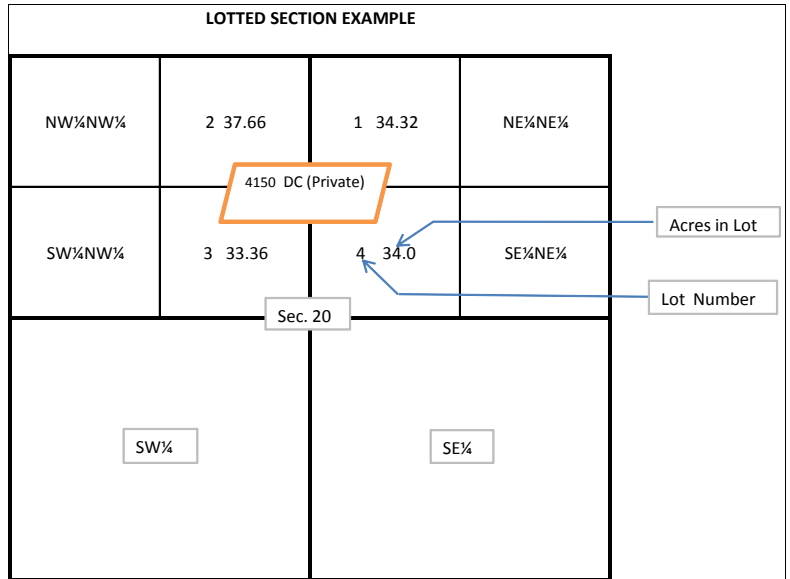 LOTTED SECTION EXAMPLE
NW¼NW¼
2 37.66
1 34.32
NE¼NE¼
4150 DC (Private)
SW¼NW¼
3 33.36
4 34.0
SE¼NE¼
Acres in Lot
Lot Number
Sec. 20
SW¼
SE¼